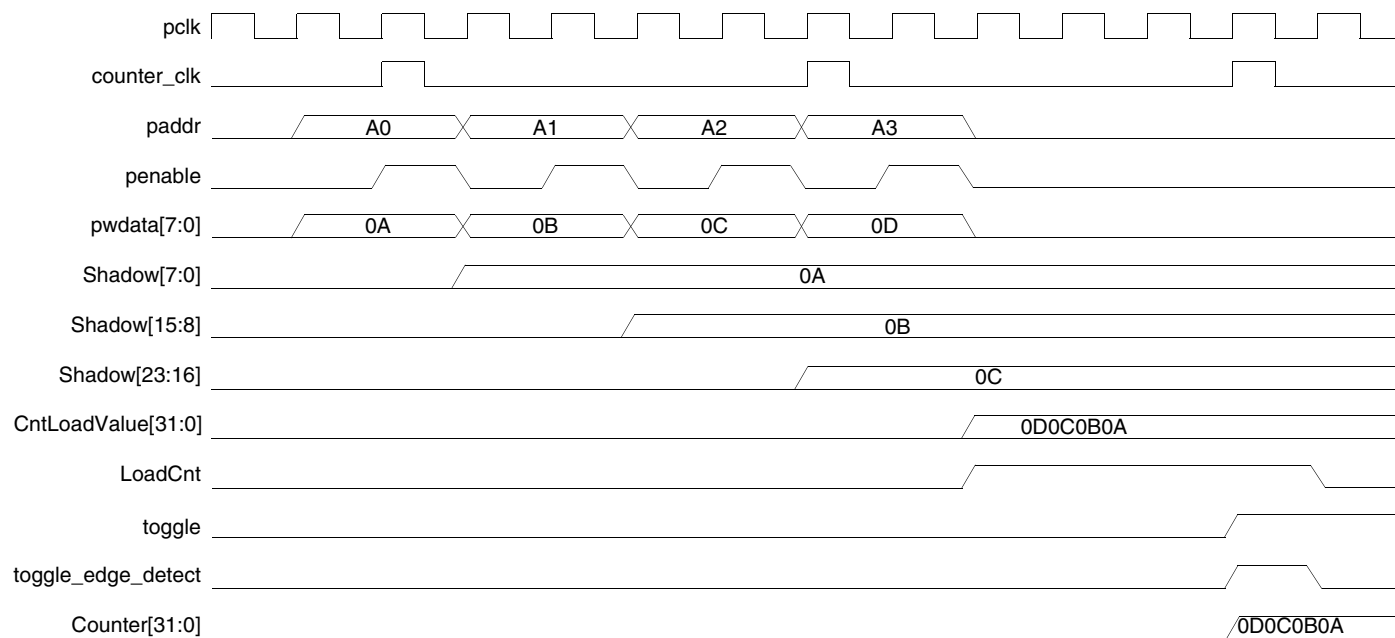 pclk
counter_clk
paddr A0 A1 A2 A3
penable
pwdata[7:0] 0A 0B 0C 0D
Shadow[7:0] 0A
Shadow[15:8] 0B
Shadow[23:16] 0C
CntLoadValue[31:0] 0D0C0B0A
LoadCnt
toggle
toggle_edge_detect
Counter[31:0] 0D0C0B0A